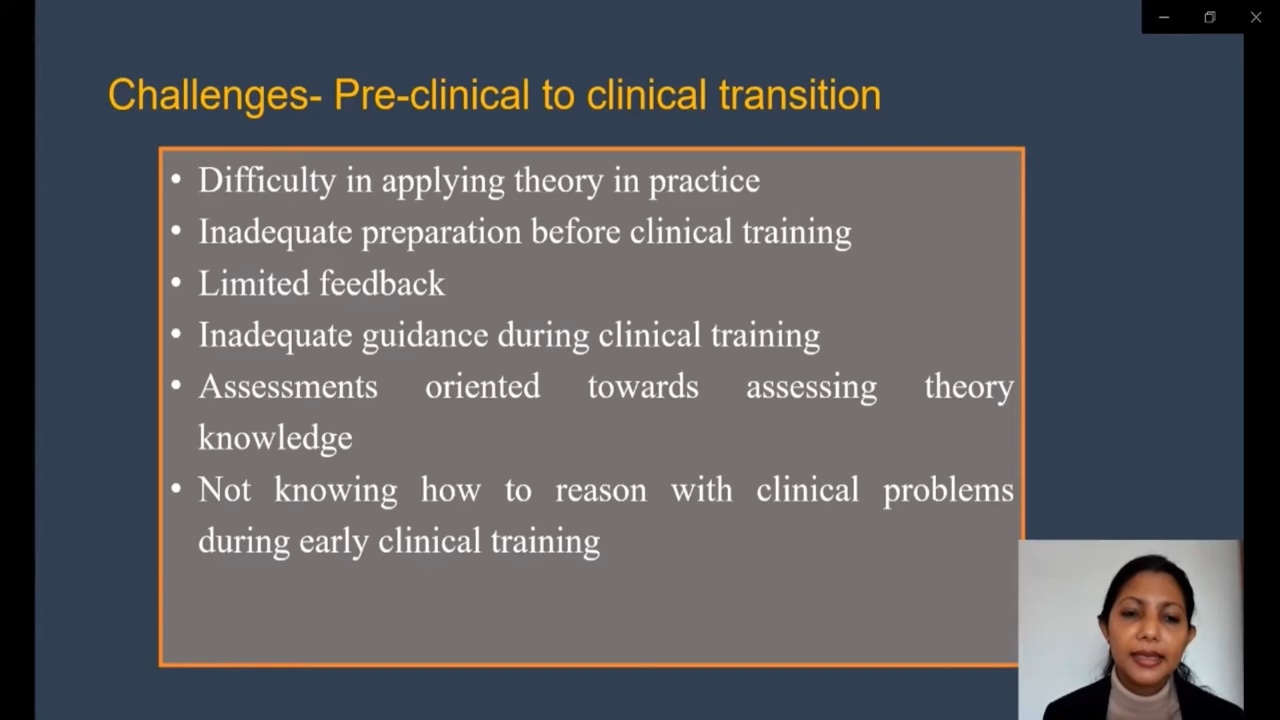 Challenges- Pre-clinical to clinical transition
• Difficulty in applying theory in practice
• Inadequate preparation before clinical training
• Limited feedback
• Inadequate guidance during clinical training
• Assessments oriented towards assessing theory
knowledge
• Not knowing how to reason with clinical problems
during early clinical training